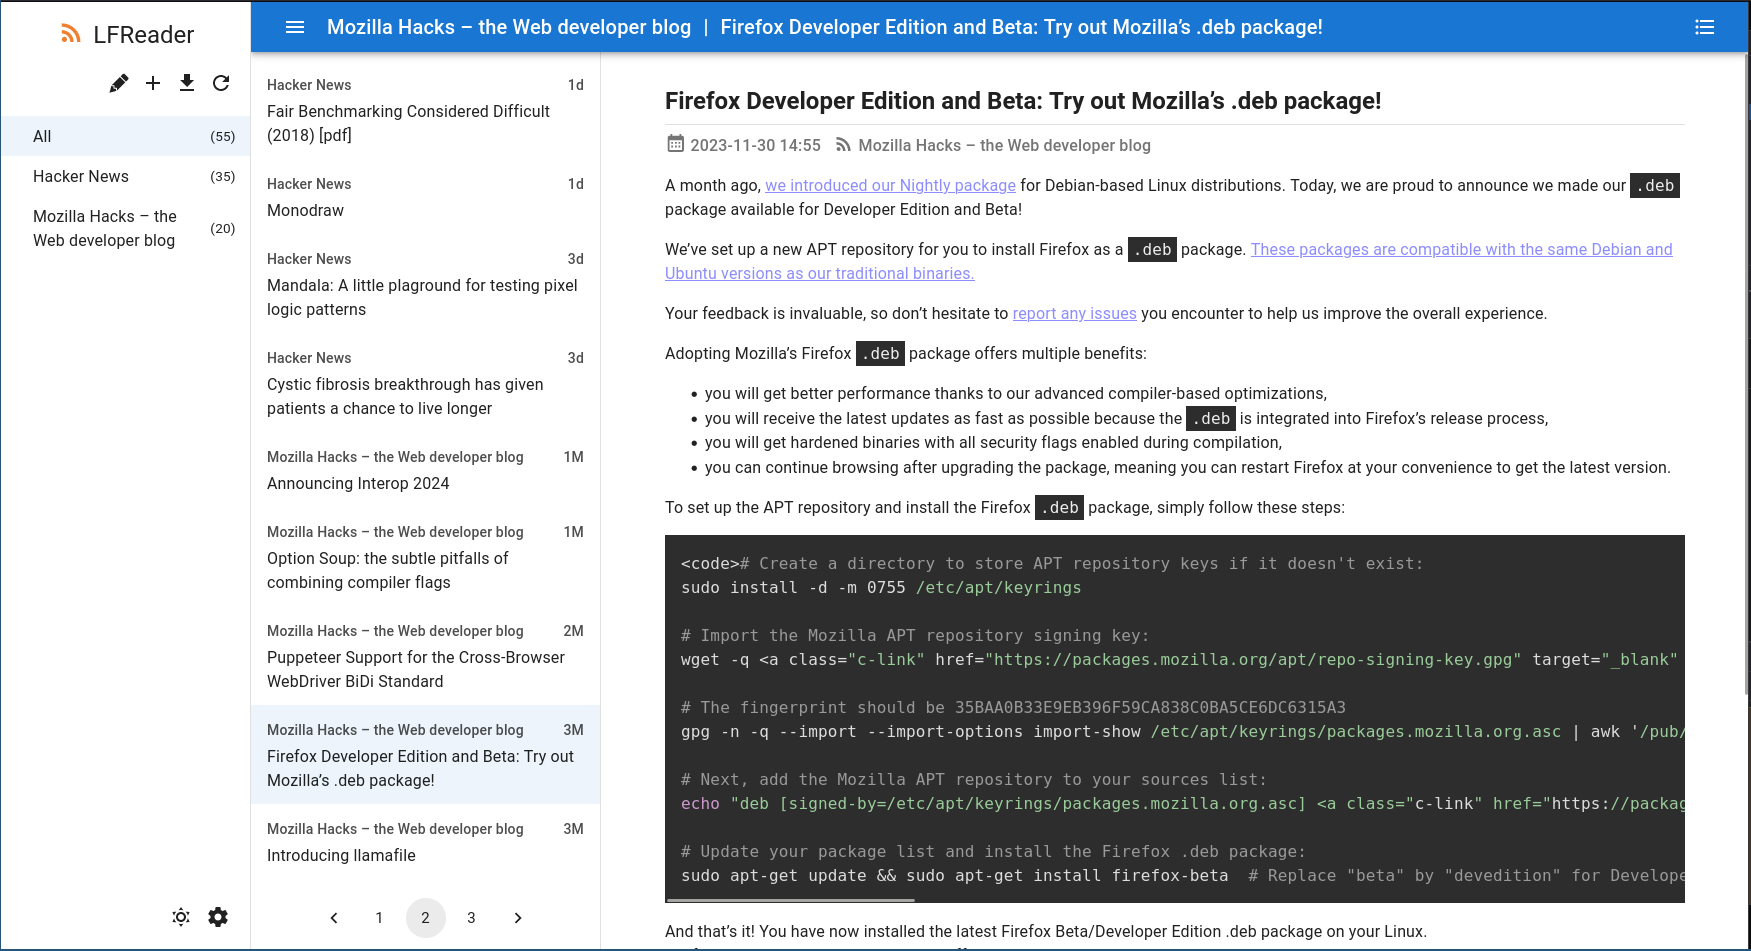 LFReader
All (55)
Hacker News (35)
Mozilla Hacks – the
Web developer blog (20)
Mozilla Hacks – the Web developer blog | Firefox Developer Edition and Beta: Try out Mozilla’s .deb package!
Hacker News 1d
Fair Benchmarking Considered Difficult
(2018) [pdf]
Hacker News 1d
Monodraw
Hacker News 3d
Mandala: A little plaground for testing pixel
logic patterns
Hacker News 3d
Cystic fibrosis breakthrough has given
patients a chance to live longer
Mozilla Hacks – the Web developer blog 1M
Announcing Interop 2024
Mozilla Hacks – the Web developer blog 1M
Option Soup: the subtle pitfalls of
combining compiler flags
Mozilla Hacks – the Web developer blog 2M
Puppeteer Support for the Cross-Browser
WebDriver BiDi Standard
Mozilla Hacks – the Web developer blog 3M
Firefox Developer Edition and Beta: Try out
Mozilla’s .deb package!
Mozilla Hacks – the Web developer blog 3M
Introducing llamafile
1 2 3
Firefox Developer Edition and Beta: Try out Mozilla’s .deb package!
2023-11-30 14:55 Mozilla Hacks – the Web developer blog
A month ago, we introduced our Nightly package for Debian-based Linux distributions. Today, we are proud to announce we made our .deb
package available for Developer Edition and Beta!
We’ve set up a new APT repository for you to install Firefox as a .deb package. These packages are compatible with the same Debian and
Ubuntu versions as our traditional binaries.
Your feedback is invaluable, so don’t hesitate to report any issues you encounter to help us improve the overall experience.
Adopting Mozilla’s Firefox .deb package offers multiple benefits:
• you will get better performance thanks to our advanced compiler-based optimizations,
• you will receive the latest updates as fast as possible because the .deb is integrated into Firefox’s release process,
• you will get hardened binaries with all security flags enabled during compilation,
• you can continue browsing after upgrading the package, meaning you can restart Firefox at your convenience to get the latest version.
To set up the APT repository and install the Firefox .deb package, simply follow these steps:
<code># Create a directory to store APT repository keys if it doesn't exist:
sudo install -d -m 0755 /etc/apt/keyrings
# Import the Mozilla APT repository signing key:
wget -q <a class="c-link" href="https://packages.mozilla.org/apt/repo-signing-key.gpg" target="_blank"
# The fingerprint should be 35BAA0B33E9EB396F59CA838C0BA5CE6DC6315A3
gpg -n -q --import --import-options import-show /etc/apt/keyrings/packages.mozilla.org.asc | awk '/pub/
# Next, add the Mozilla APT repository to your sources list:
echo "deb [signed-by=/etc/apt/keyrings/packages.mozilla.org.asc] <a class="c-link" href="https://packag
# Update your package list and install the Firefox .deb package:
sudo apt-get update && sudo apt-get install firefox-beta  # Replace "beta" by "devedition" for Develope
And that’s it! You have now installed the latest Firefox Beta/Developer Edition .deb package on your Linux.